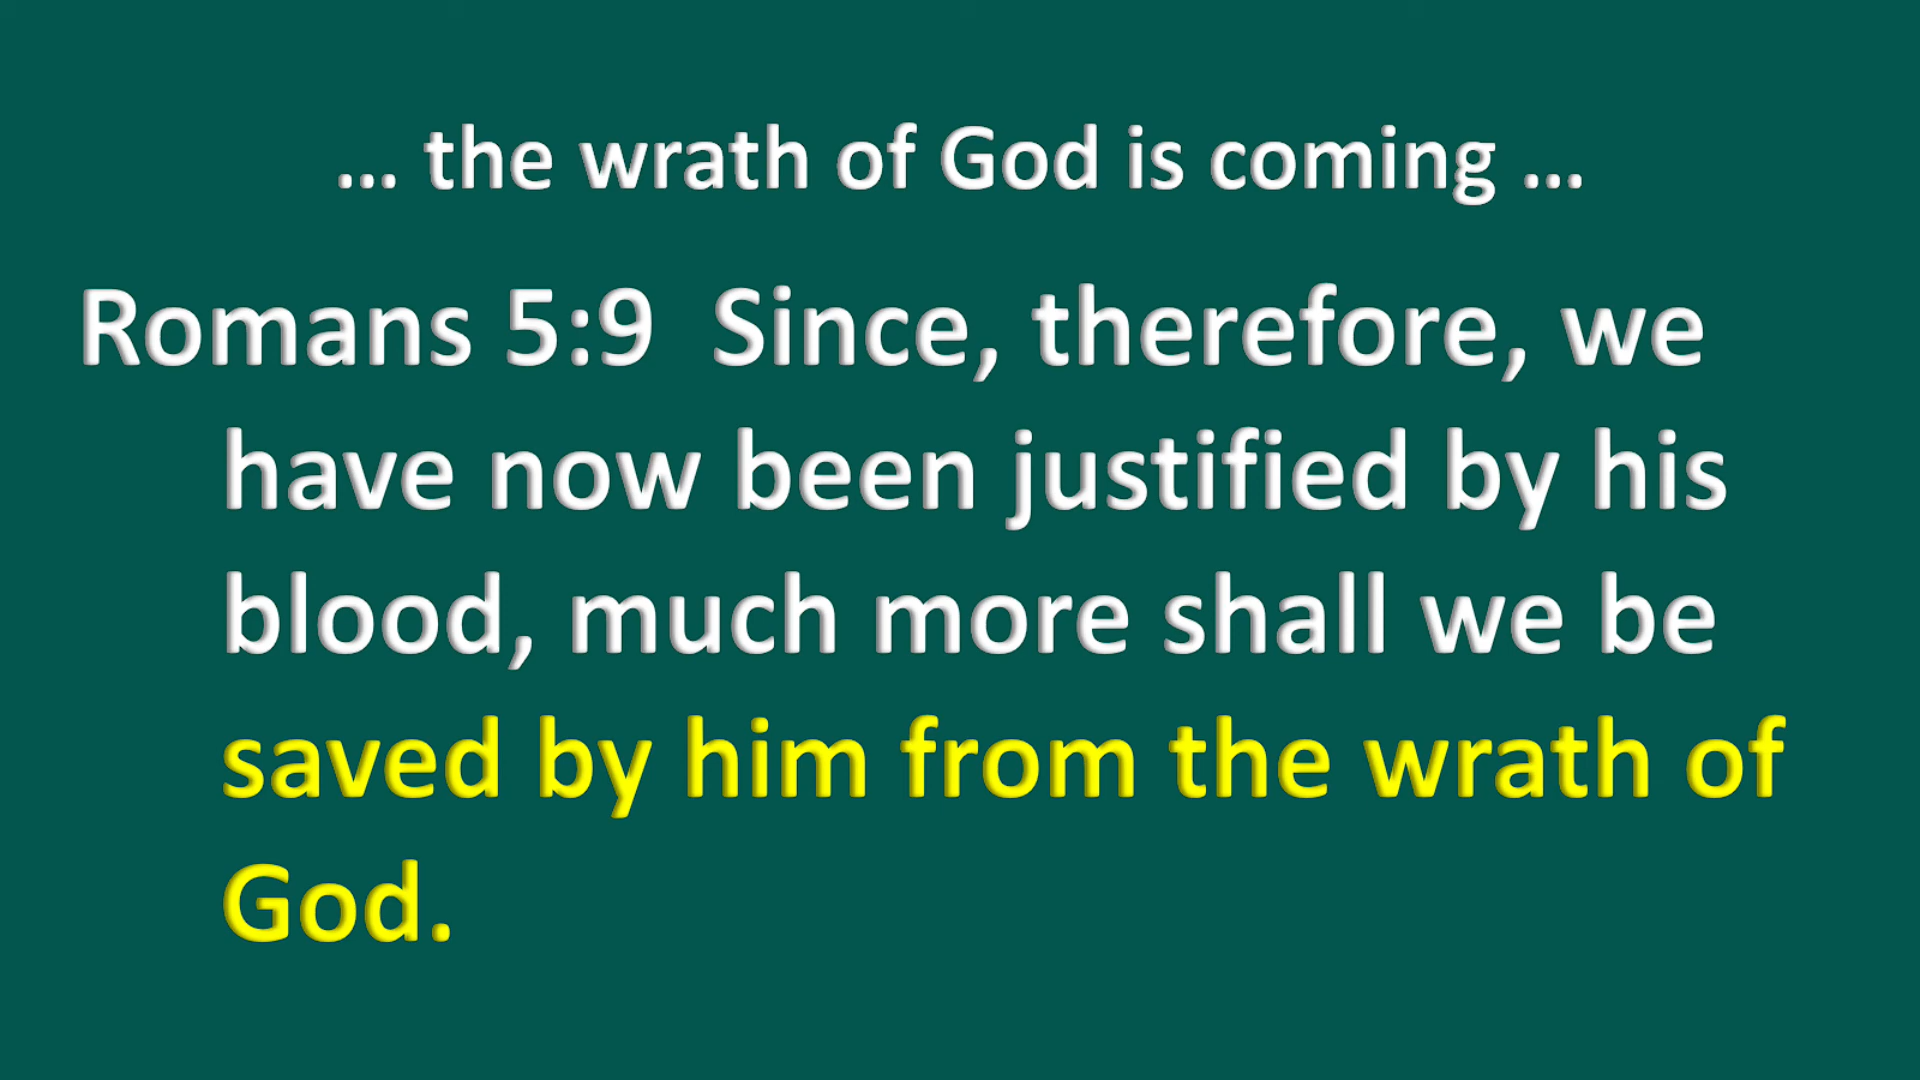 ... the wrath of God is coming ...
Romans 5:9  Since, therefore, we
have now been justified by his
blood, much more shall we be
saved by him from the wrath of
God.